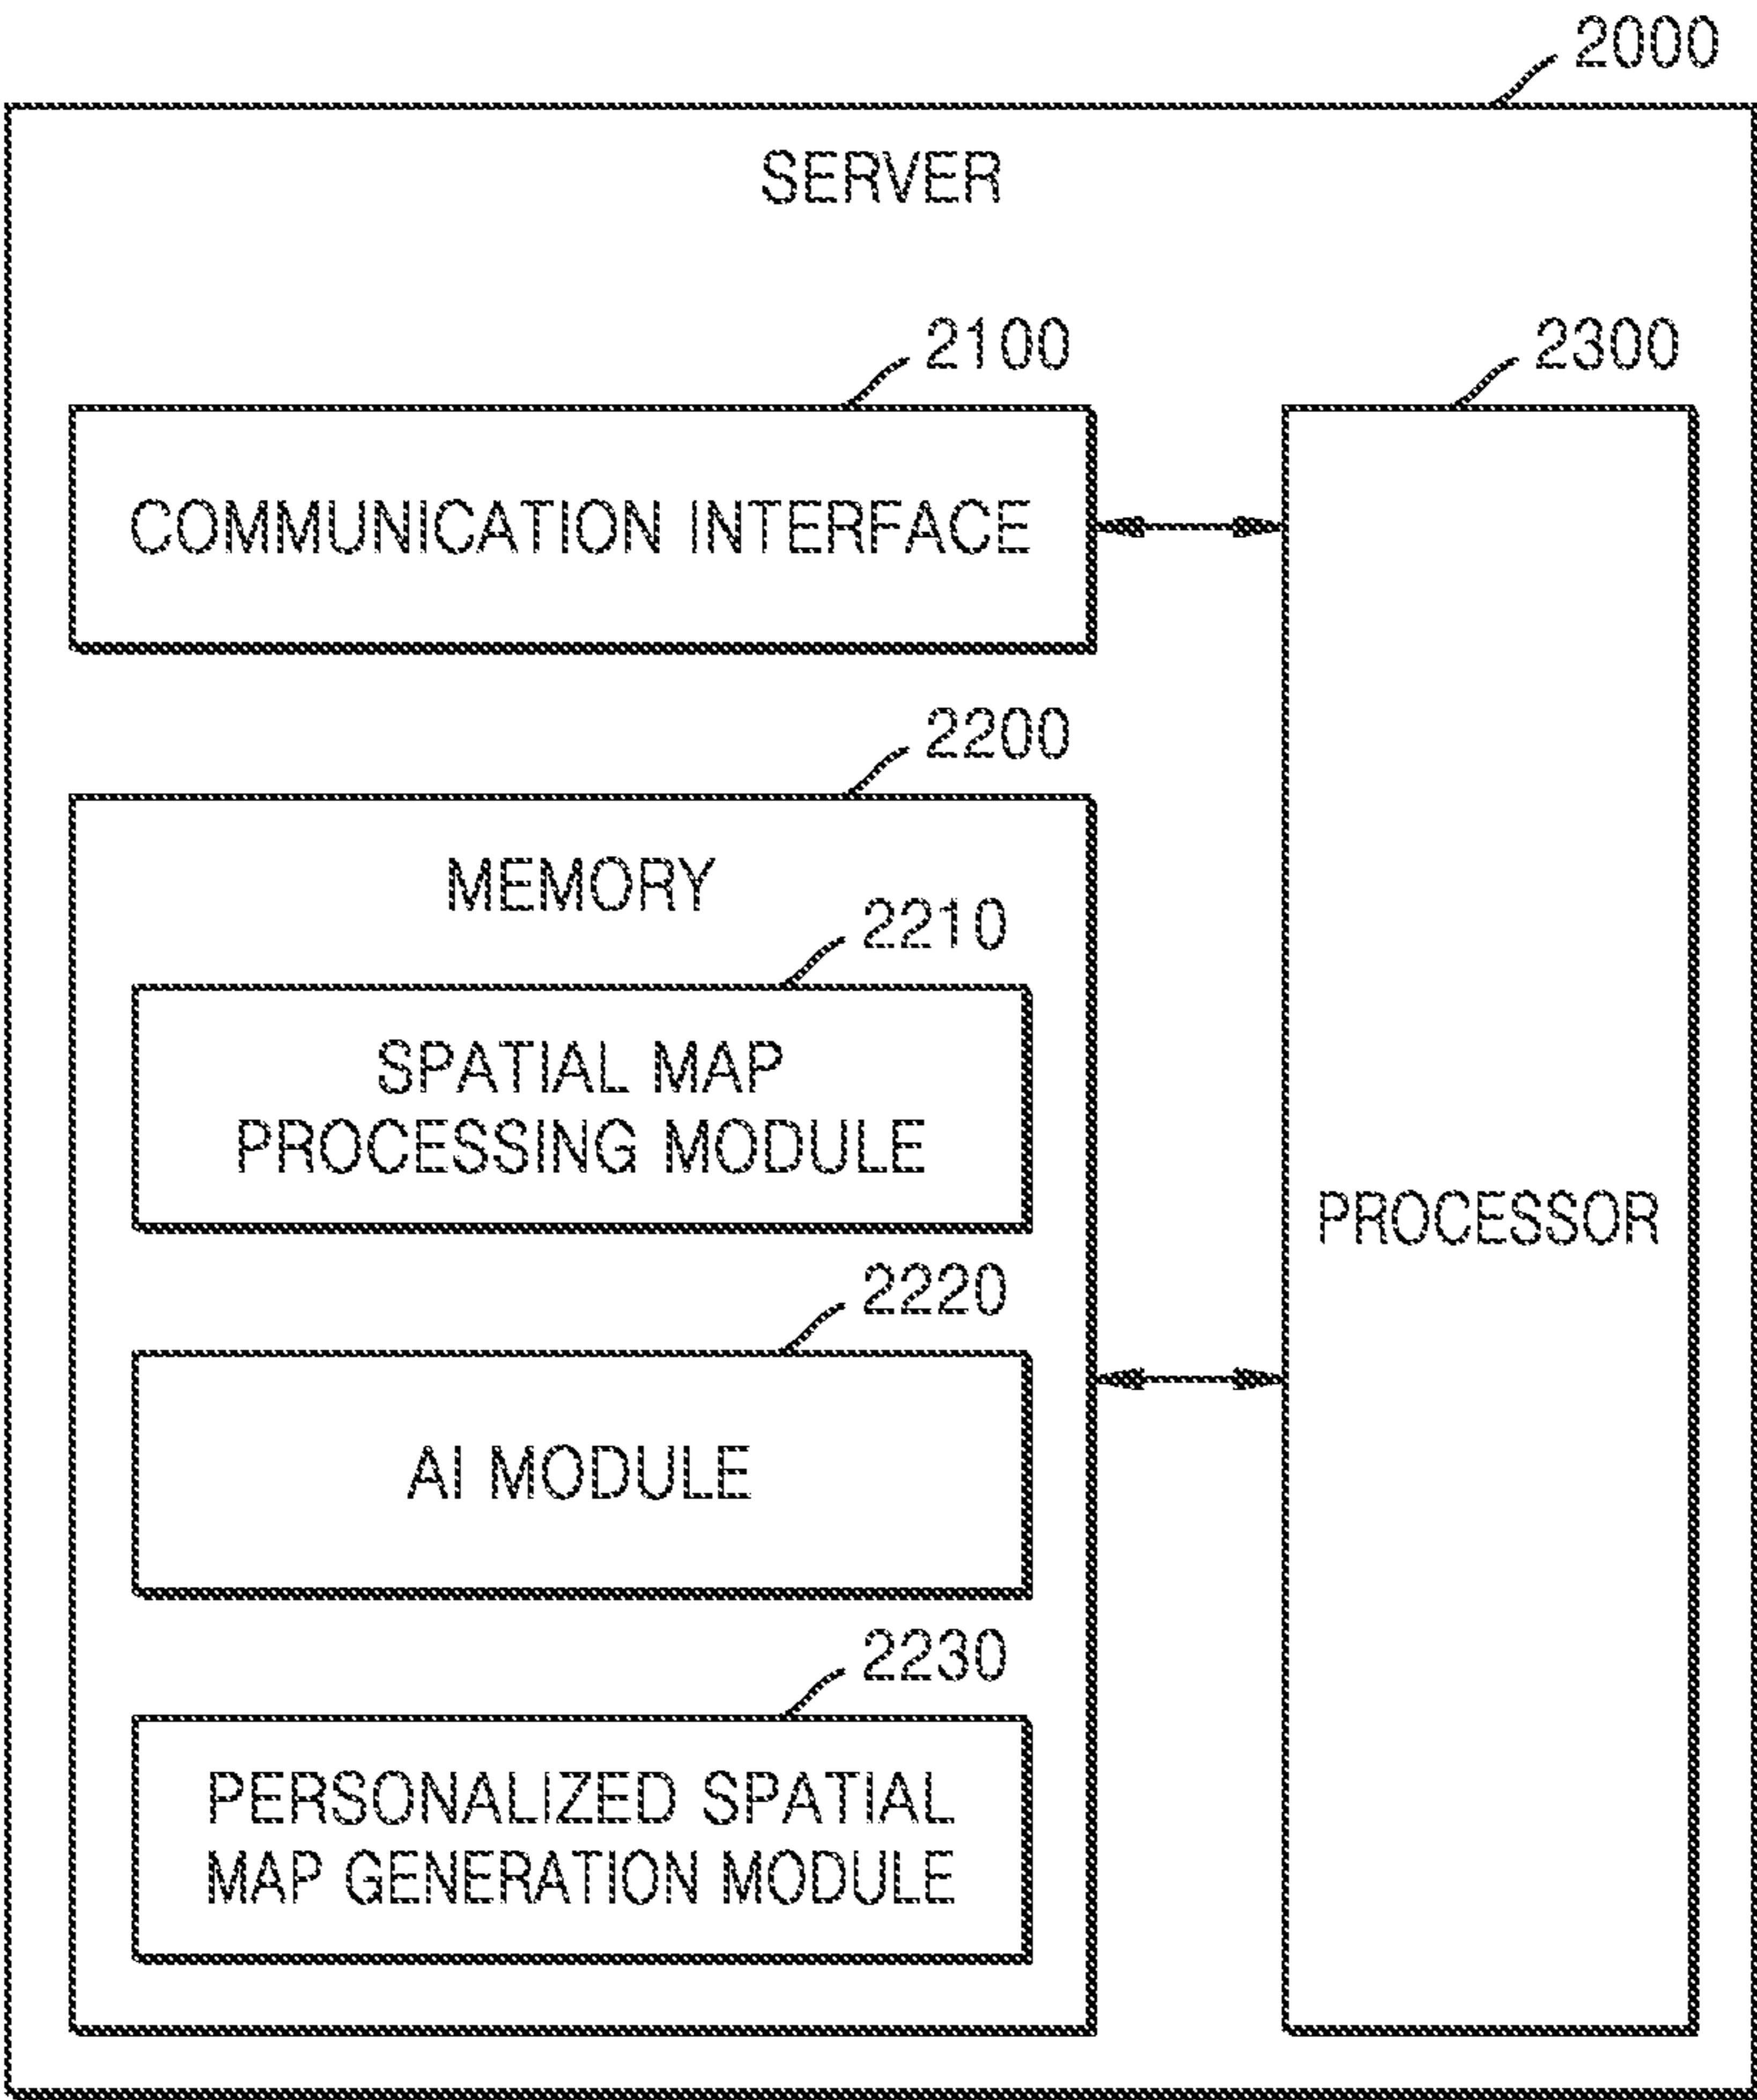 2000
SERVER
2100
2300
COMMUNICATION INTERFACE
2200
MEMORY
2210
SPATIAL MAP
PROCESSING MODULE
PROCESSOR
2220
AI MODULE
2230
PERSONALIZED SPATIAL
MAP GENERATION MODULE